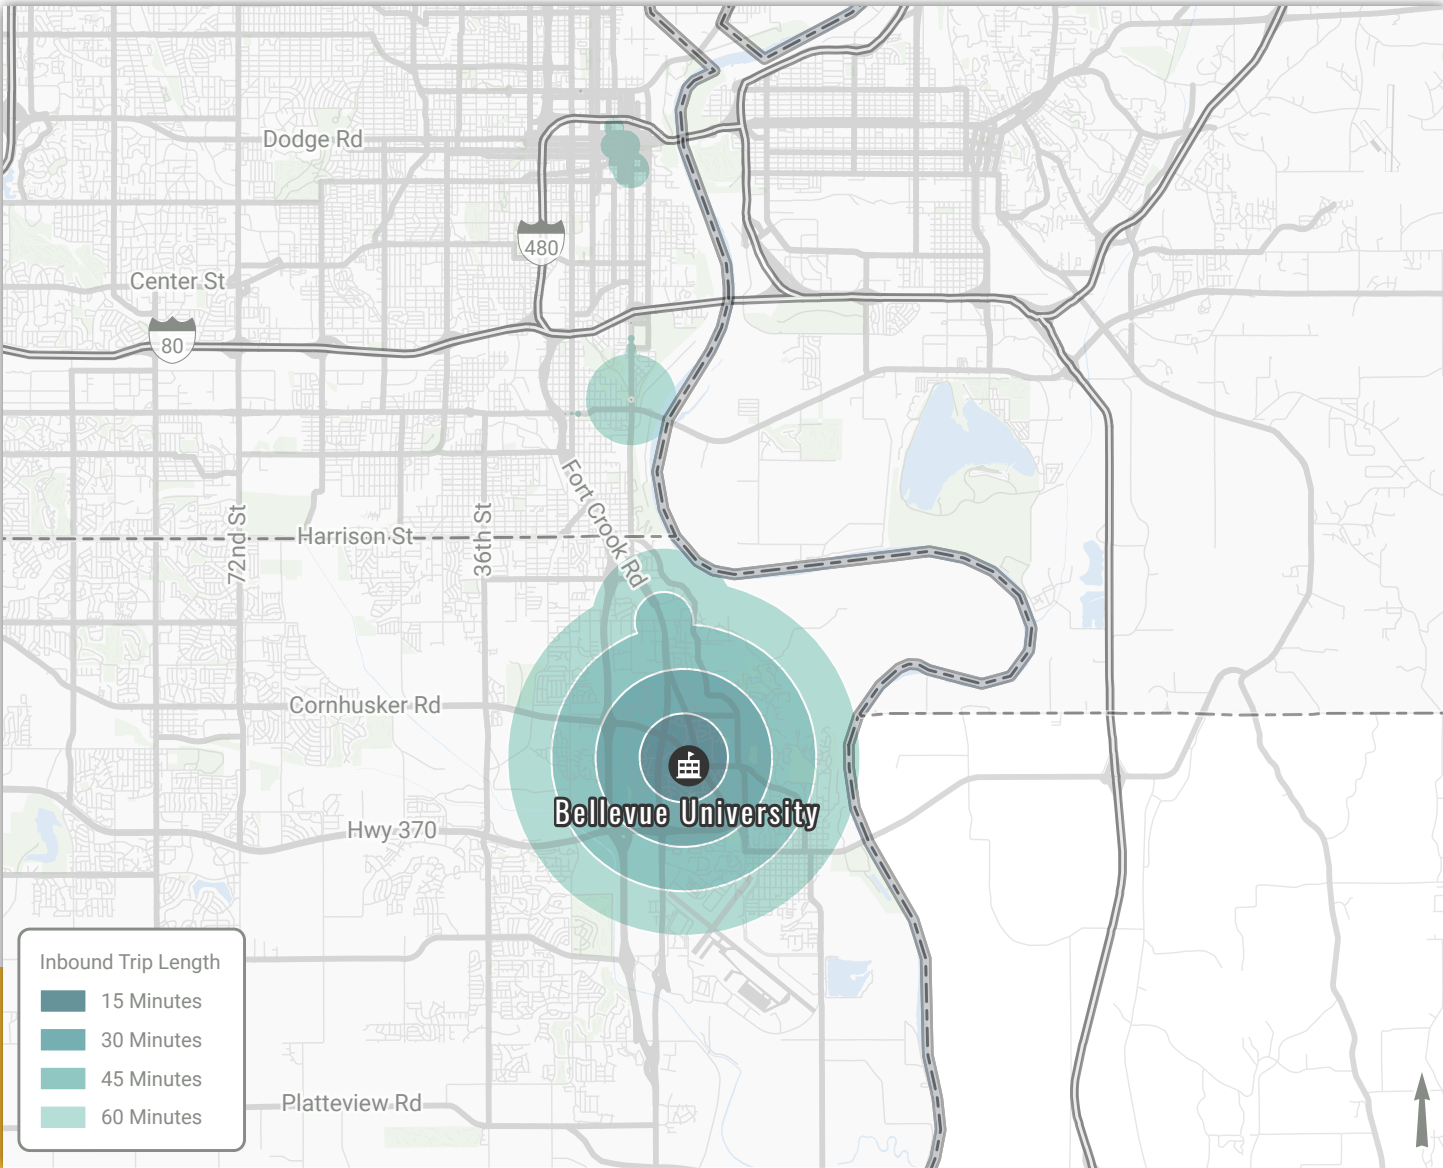 Dodge Rd
480
Center St
80
Fort Crook Rd
72nd St
Harrison St
36th St
Cornhusker Rd
Bellevue University
Hwy 370
Inbound Trip Length
15 Minutes
30 Minutes
45 Minutes
60 Minutes
Platteview Rd